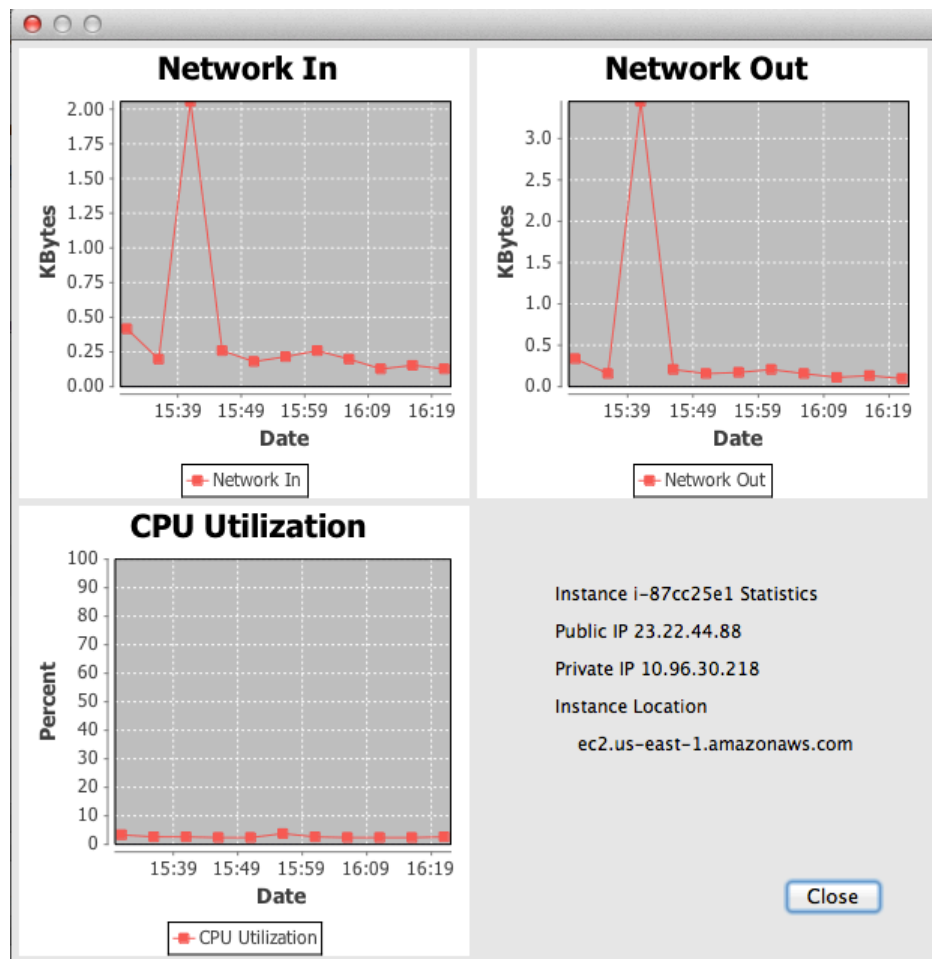 Network In
2.00
1.75
1.50
1.25
1.00
0.75
0.50
0.25
0.00
KBytes
15:39 15:49 15:59 16:09 16:19
Date
Network In
Network Out
3.0
2.5
2.0
1.5
1.0
0.5
0.0
KBytes
15:39 15:49 15:59 16:09 16:19
Date
Network Out
CPU Utilization
100
90
80
70
60
50
40
30
20
10
0
Percent
15:39 15:49 15:59 16:09 16:19
Date
CPU Utilization
Instance i-87cc25e1 Statistics
Public IP 23.22.44.88
Private IP 10.96.30.218
Instance Location
ec2.us-east-1.amazonaws.com
Close